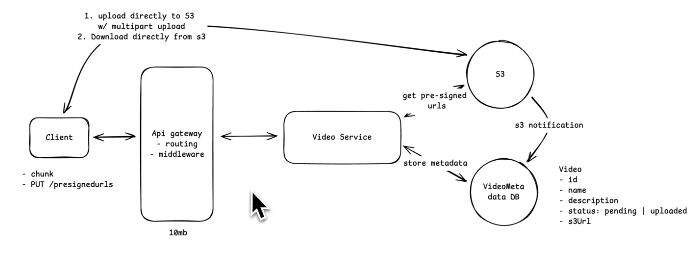 1. upload directly to S3
w/ multipart upload
2. Download directly from s3
S3
get pre-signed
urls
s3 notification
Client
Api gateway
- routing
- middleware
Video Service
store metadata
- chunk
- PUT /presignedurls
VideoMeta
data DB
Video
- id
- name
- description
- status: pending | uploaded
- s3Url
10mb